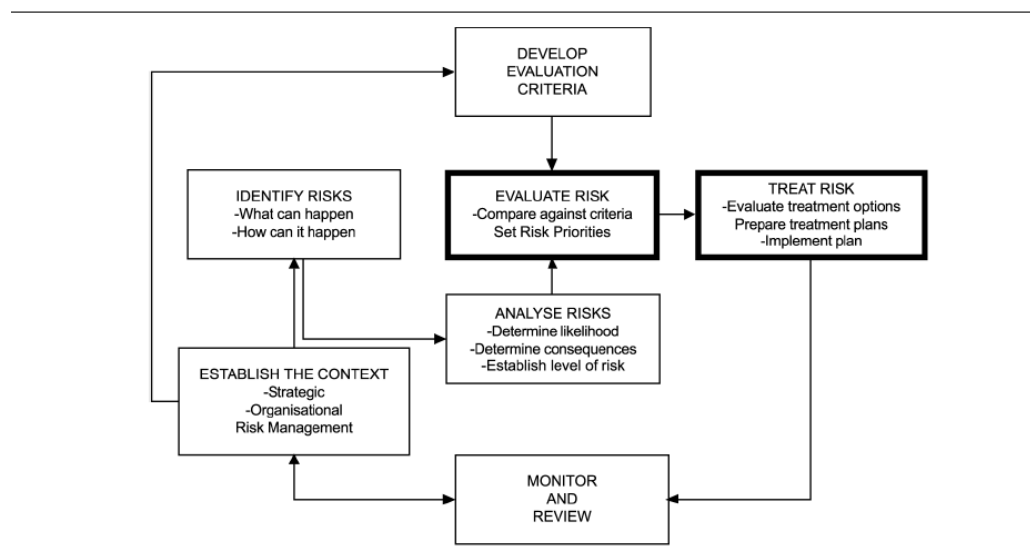 DEVELOP
EVALUATION
CRITERIA
IDENTIFY RISKS
-What can happen
-How can it happen
EVALUATE RISK
-Compare against criteria
Set Risk Priorities
TREAT RISK
-Evaluate treatment options
Prepare treatment plans
-Implement plan
ANALYSE RISKS
-Determine likelihood
-Determine consequences
-Establish level of risk
ESTABLISH THE CONTEXT
-Strategic
-Organisational
Risk Management
MONITOR
AND
REVIEW